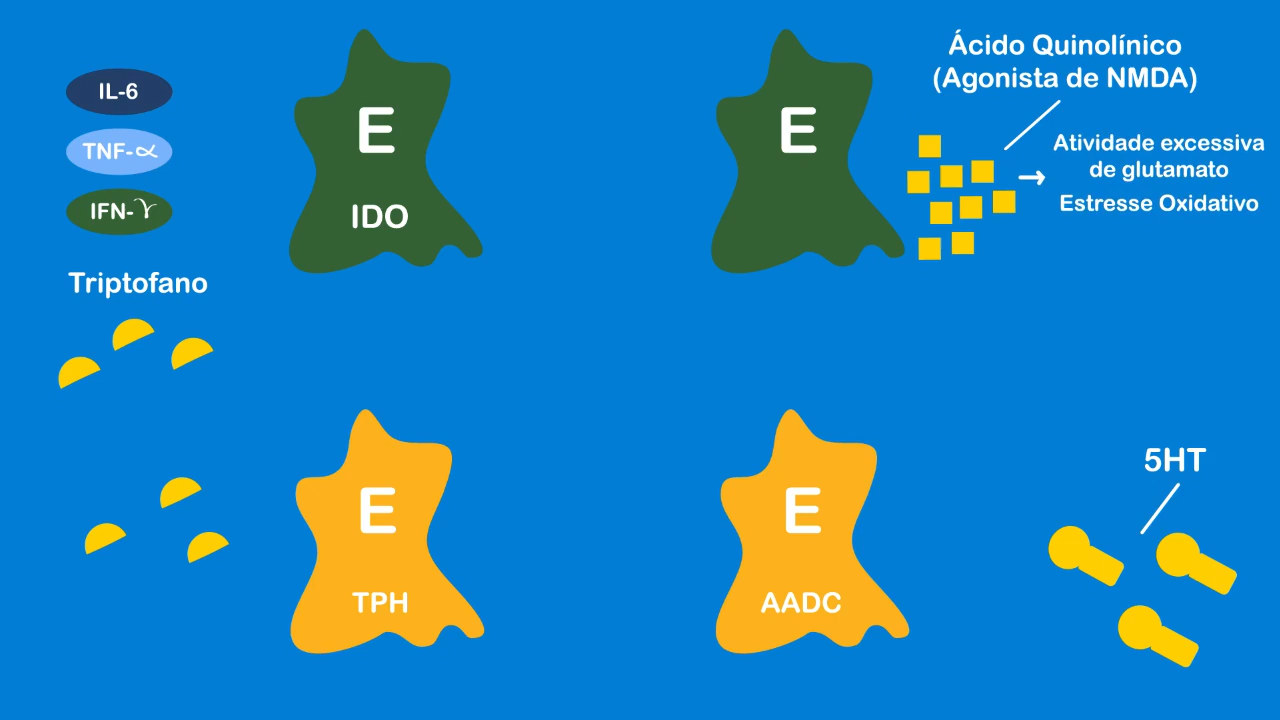 IL-6
TNF-α
IFN-γ
Triptofano
E
IDO
E
Ácido Quinolínico
(Agonista de NMDA)
Atividade excessiva
de glutamato
Estresse Oxidativo
E
TPH
E
AADC
5HT